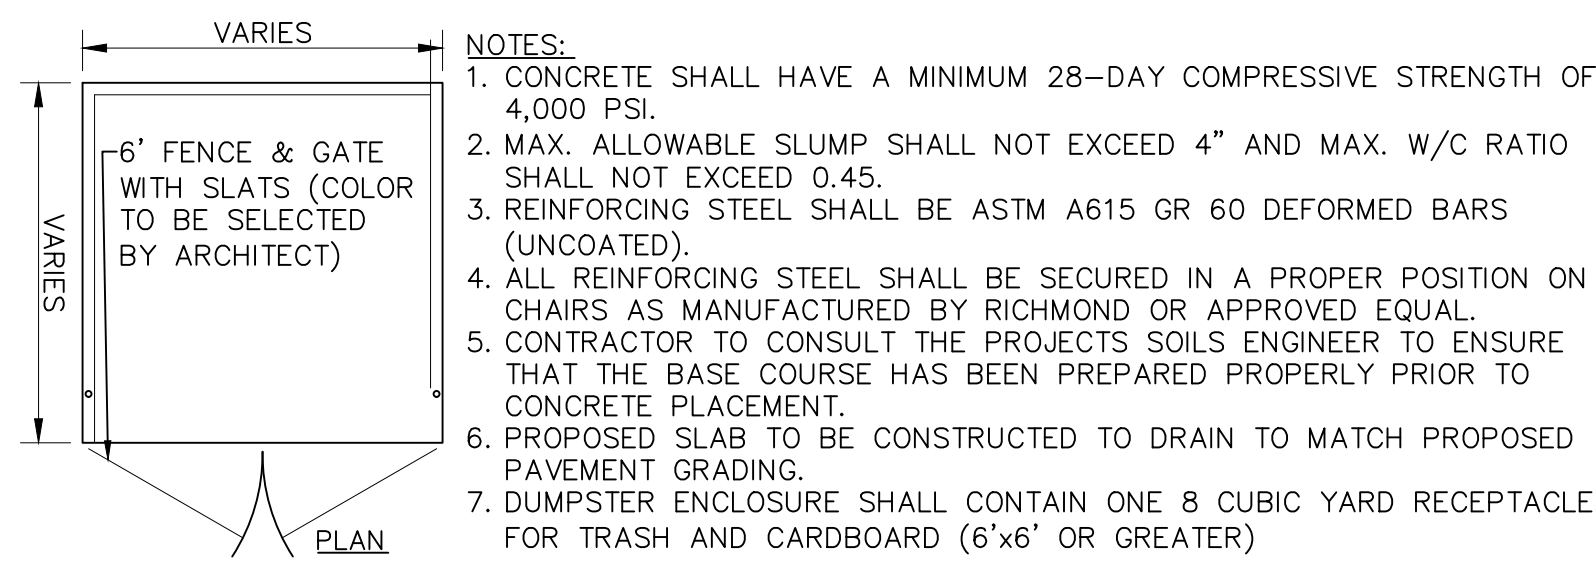 VARIES
VARIES
6' FENCE & GATE
WITH SLATS (COLOR
TO BE SELECTED
BY ARCHITECT)
PLAN
NOTES:
1. CONCRETE SHALL HAVE A MINIMUM 28-DAY COMPRESSIVE STRENGTH OF
4,000 PSI.
2. MAX. ALLOWABLE SLUMP SHALL NOT EXCEED 4" AND MAX. W/C RATIO
SHALL NOT EXCEED 0.45.
3. REINFORCING STEEL SHALL BE ASTM A615 GR 60 DEFORMED BARS
(UNCOATED).
4. ALL REINFORCING STEEL SHALL BE SECURED IN A PROPER POSITION ON
CHAIRS AS MANUFACTURED BY RICHMOND OR APPROVED EQUAL.
5. CONTRACTOR TO CONSULT THE PROJECTS SOILS ENGINEER TO ENSURE
THAT THE BASE COURSE HAS BEEN PREPARED PROPERLY PRIOR TO
CONCRETE PLACEMENT.
6. PROPOSED SLAB TO BE CONSTRUCTED TO DRAIN TO MATCH PROPOSED
PAVEMENT GRADING.
7. DUMPSTER ENCLOSURE SHALL CONTAIN ONE 8 CUBIC YARD RECEPTACLE
FOR TRASH AND CARDBOARD (6'x6' OR GREATER)